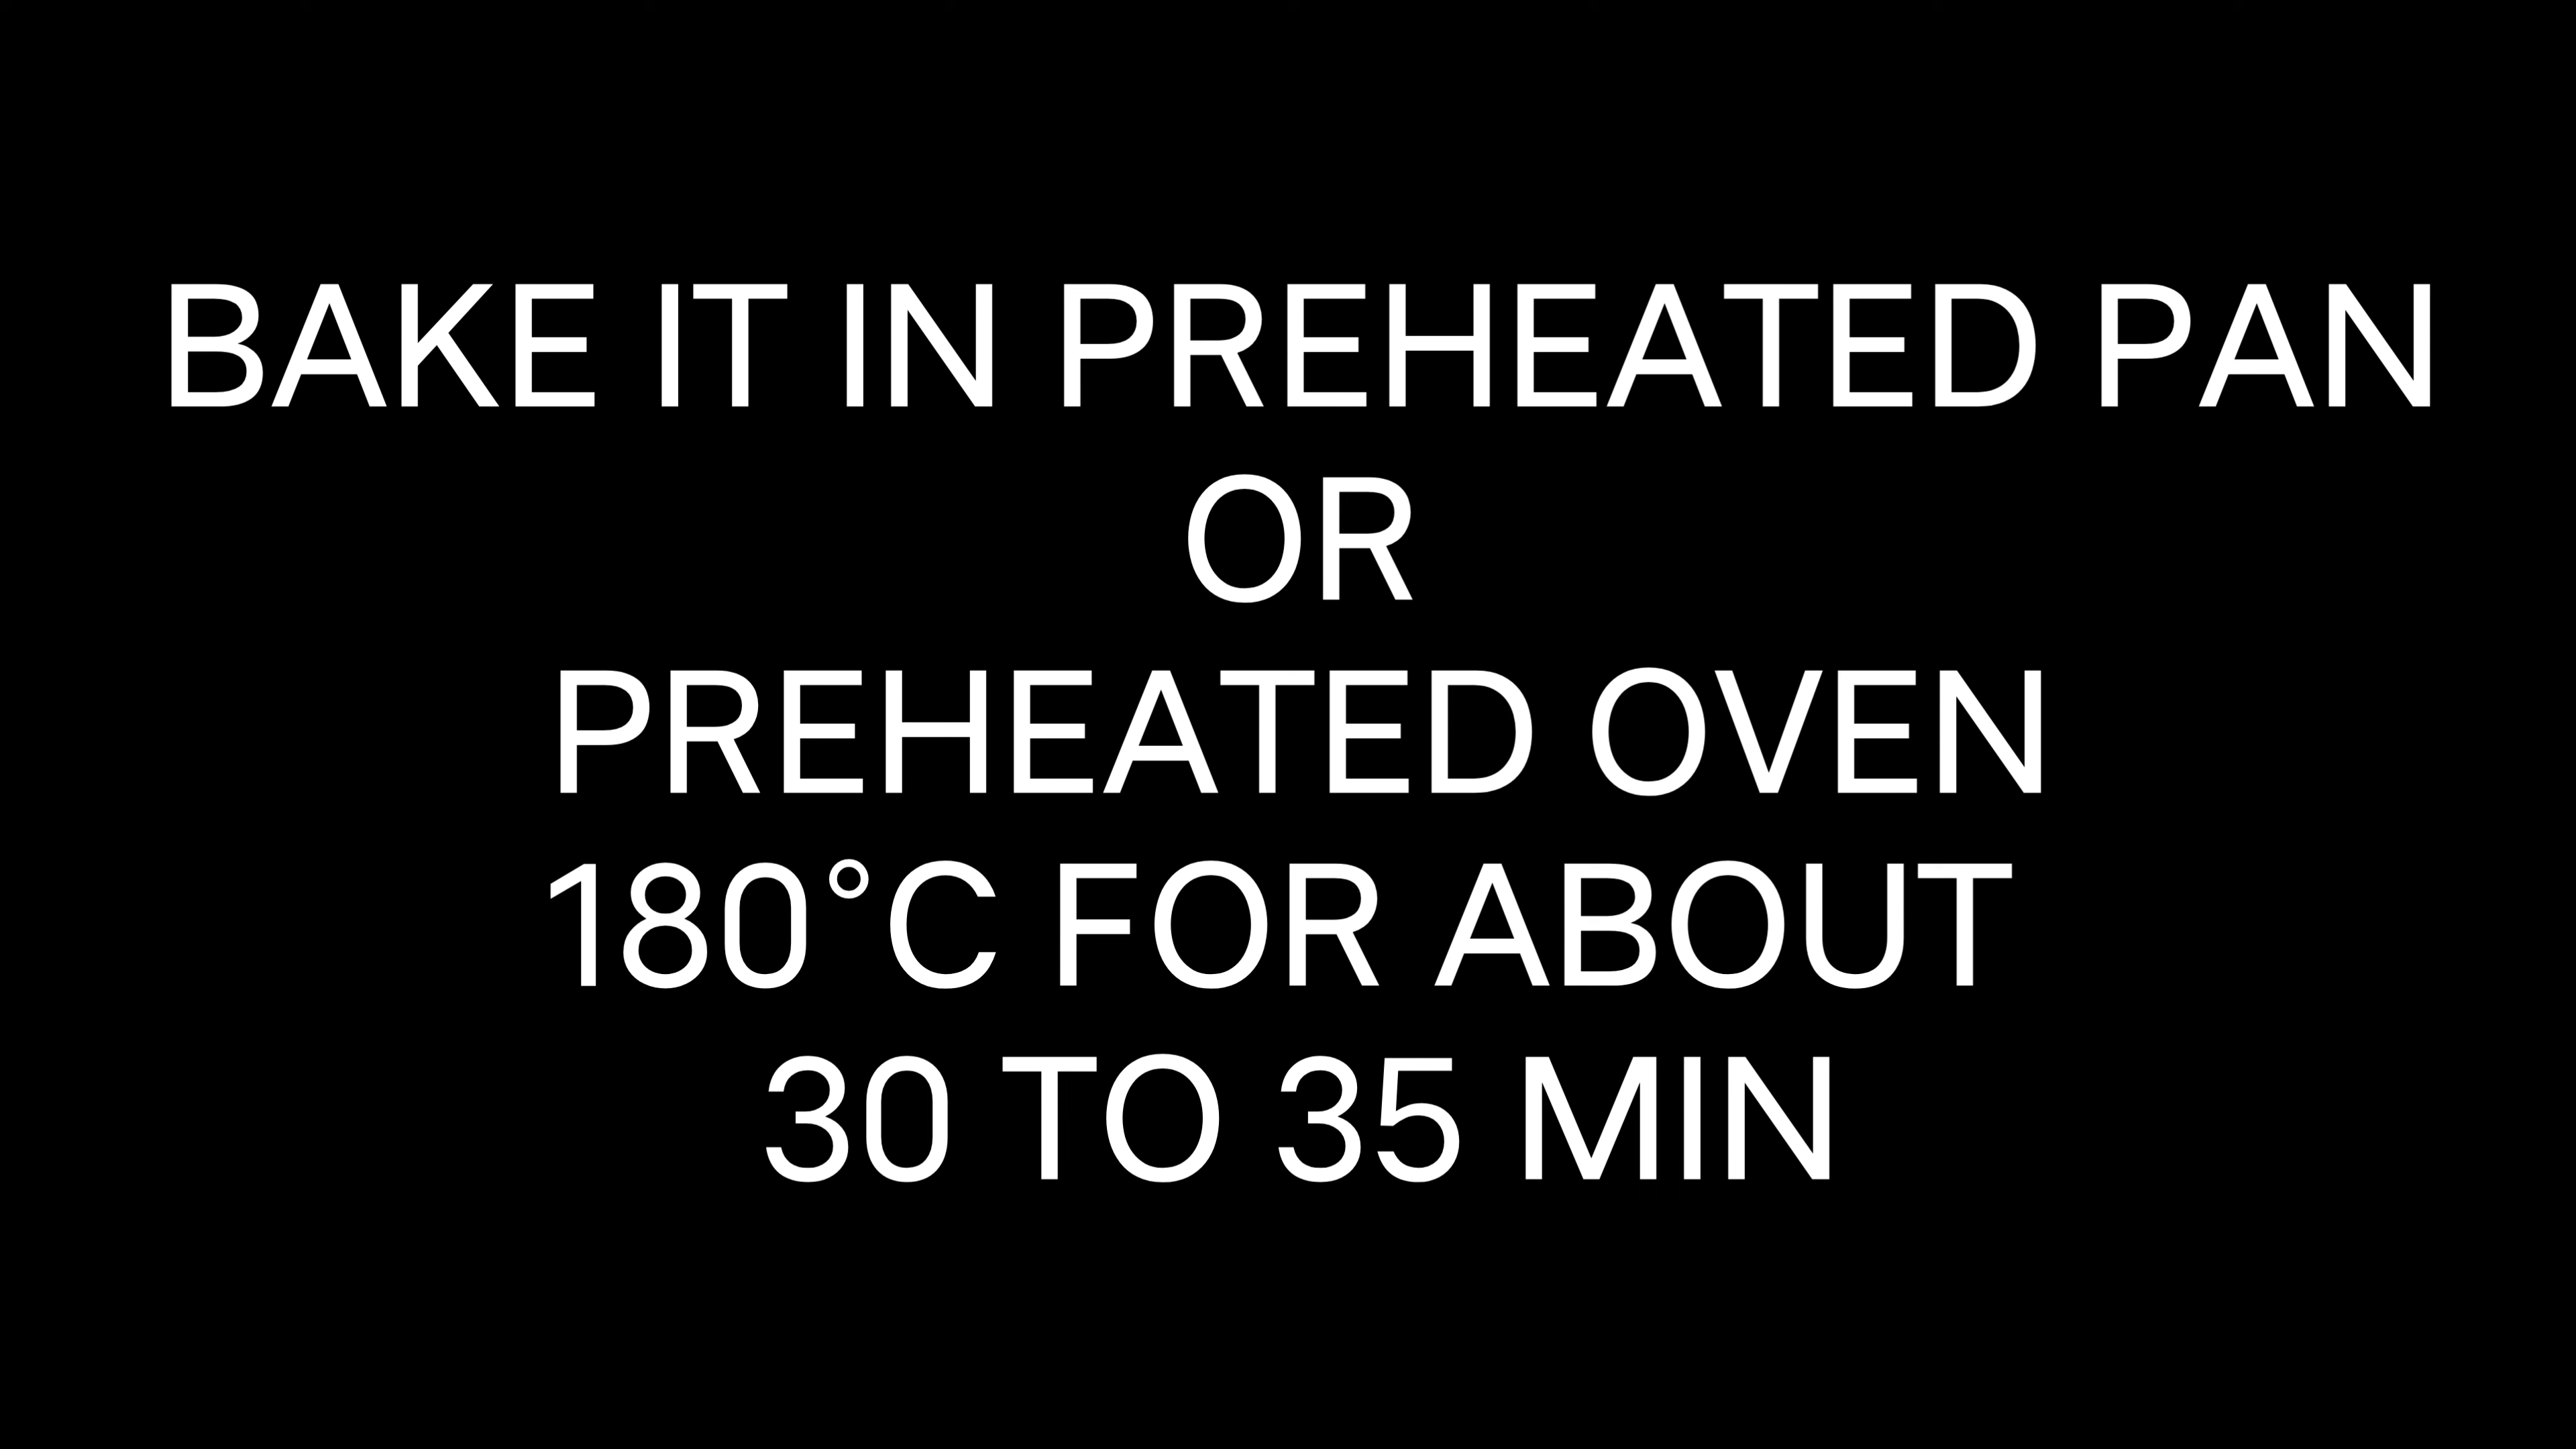 BAKE IT IN PREHEATED PAN
OR
PREHEATED OVEN
180°C FOR ABOUT
30 TO 35 MIN